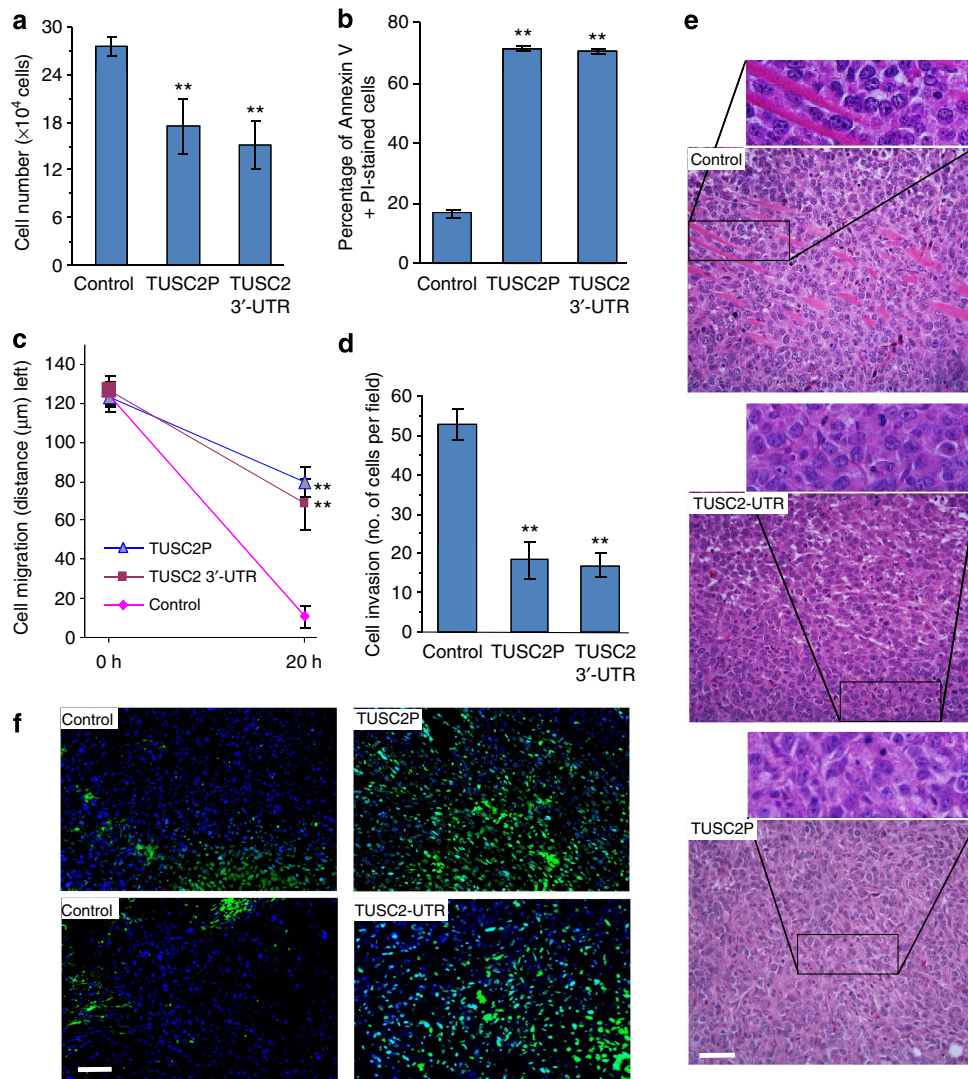 a
Cell number (×10⁴ cells)
30
24
18
12
6
0
**
**
Control
TUSC2P
TUSC2
3′-UTR
b
Percentage of Annexin V
+ PI-stained cells
80
60
40
20
0
**
**
Control
TUSC2P
TUSC2
3′-UTR
c
Cell migration (distance (μm) left)
140
120
100
80
60
40
20
0
**
**
TUSC2P
TUSC2 3′-UTR
Control
0 h
20 h
d
Cell invasion (no. of cells per field)
60
50
40
30
20
10
0
**
**
Control
TUSC2P
TUSC2
3′-UTR
e
Control
TUSC2-UTR
TUSC2P
f
Control
TUSC2P
Control
TUSC2-UTR